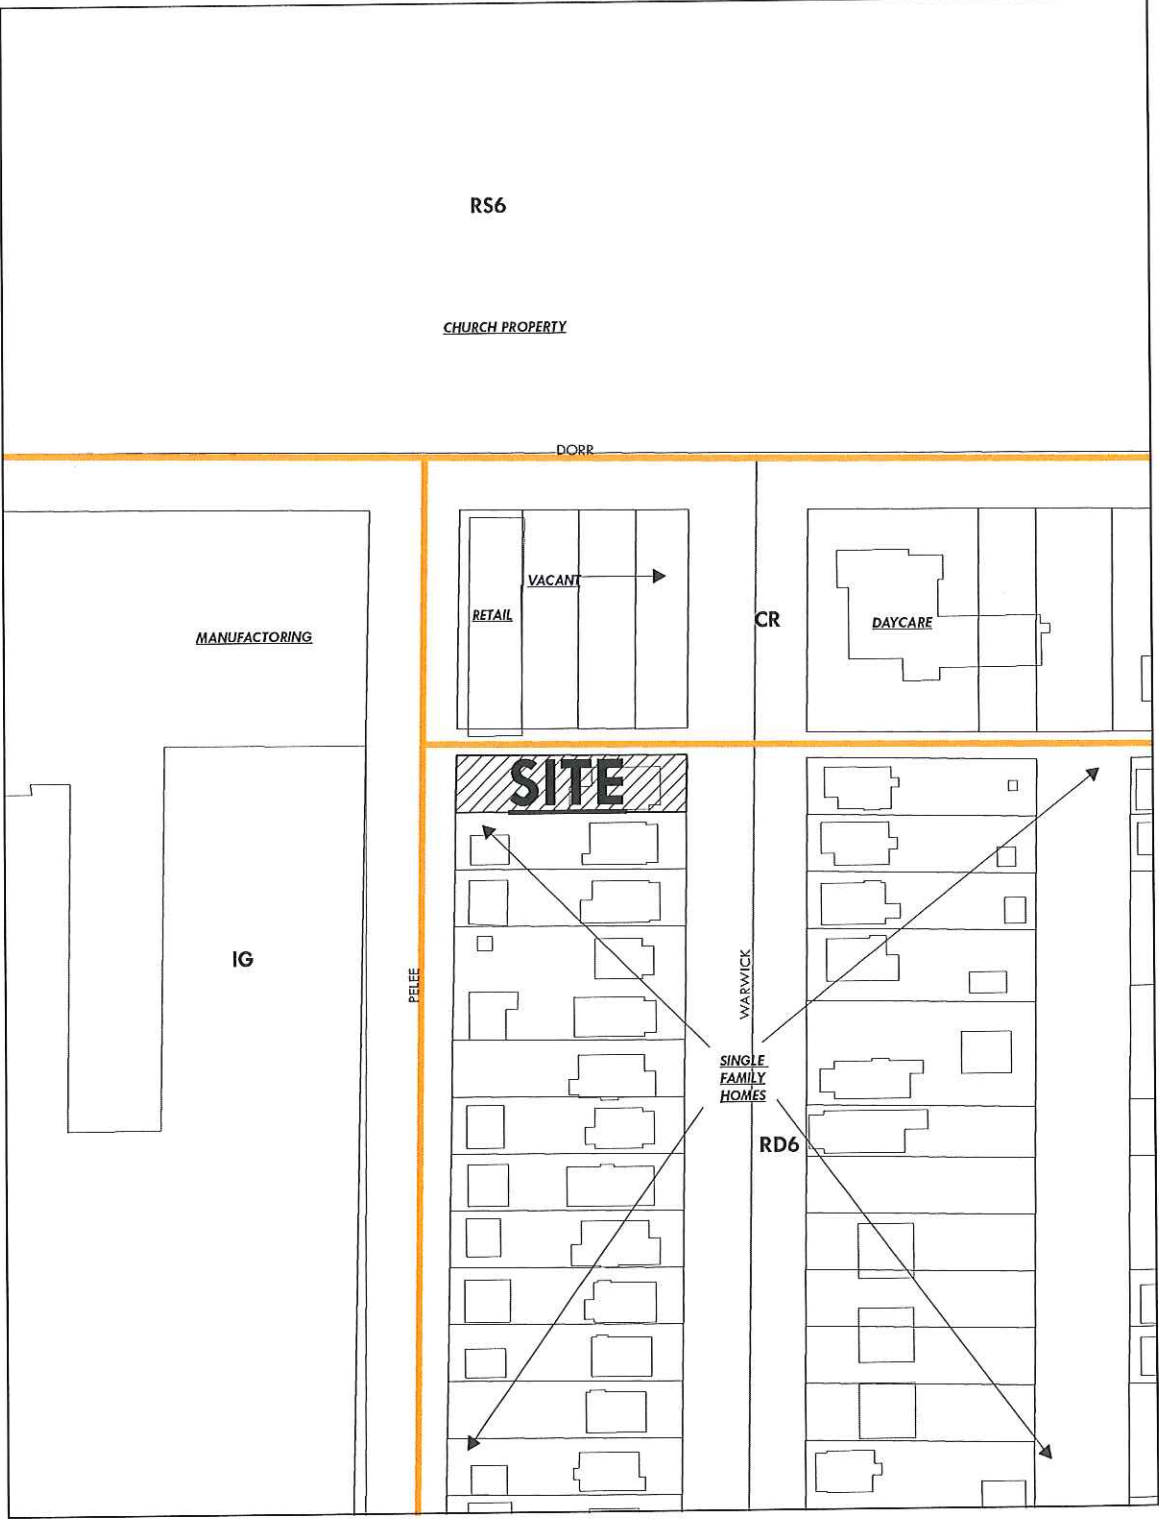 RS6
CHURCH PROPERTY
DORR
VACANT
RETAIL
CR
DAYCARE
MANUFACTORING
SITE
IG
PELEE
WARWICK
SINGLE
FAMILY
HOMES
RD6